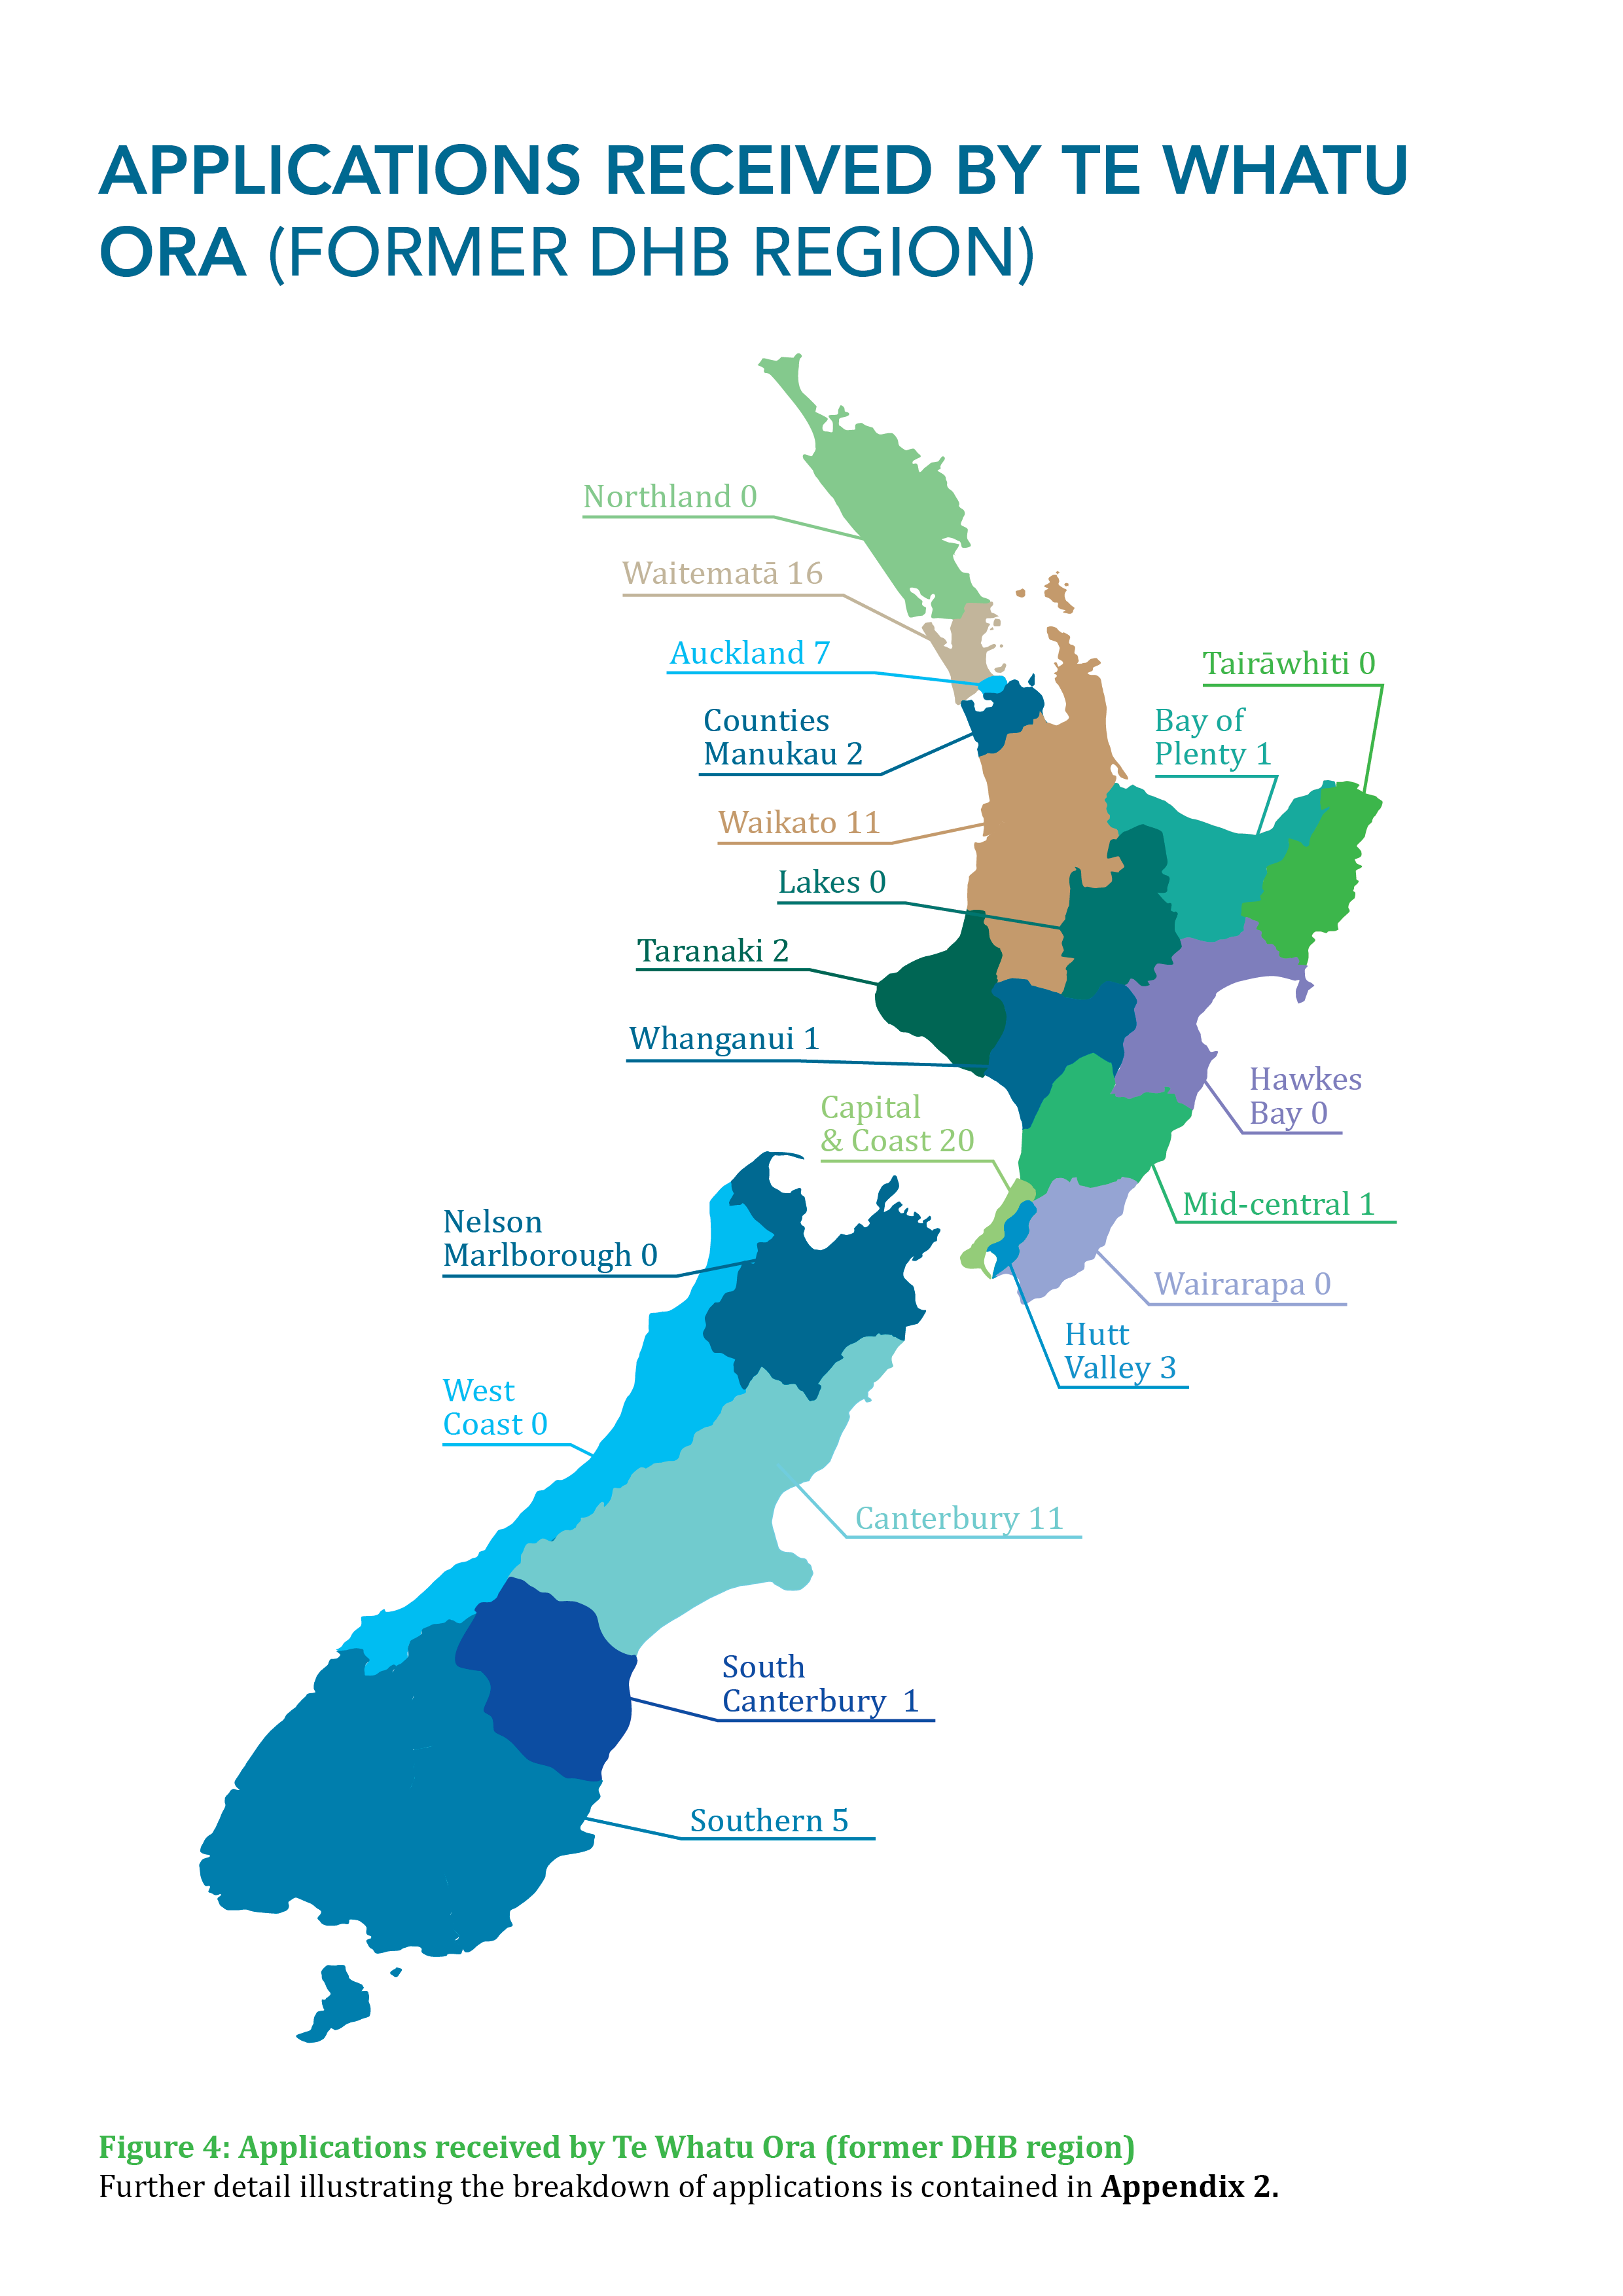 APPLICATIONS RECEIVED BY TE WHATU
ORA (FORMER DHB REGION)
Northland 0
Waitematā 16
Auckland 7
Tairāwhiti 0
Counties
Manukau 2
Bay of
Plenty 1
Waikato 11
Lakes 0
Taranaki 2
Whanganui 1
Hawkes
Bay 0
Capital
& Coast 20
Mid-central 1
Nelson
Marlborough 0
Wairarapa 0
Hutt
Valley 3
West
Coast 0
Canterbury 11
South
Canterbury  1
Southern 5
Figure 4: Applications received by Te Whatu Ora (former DHB region)
Further detail illustrating the breakdown of applications is contained in Appendix 2.